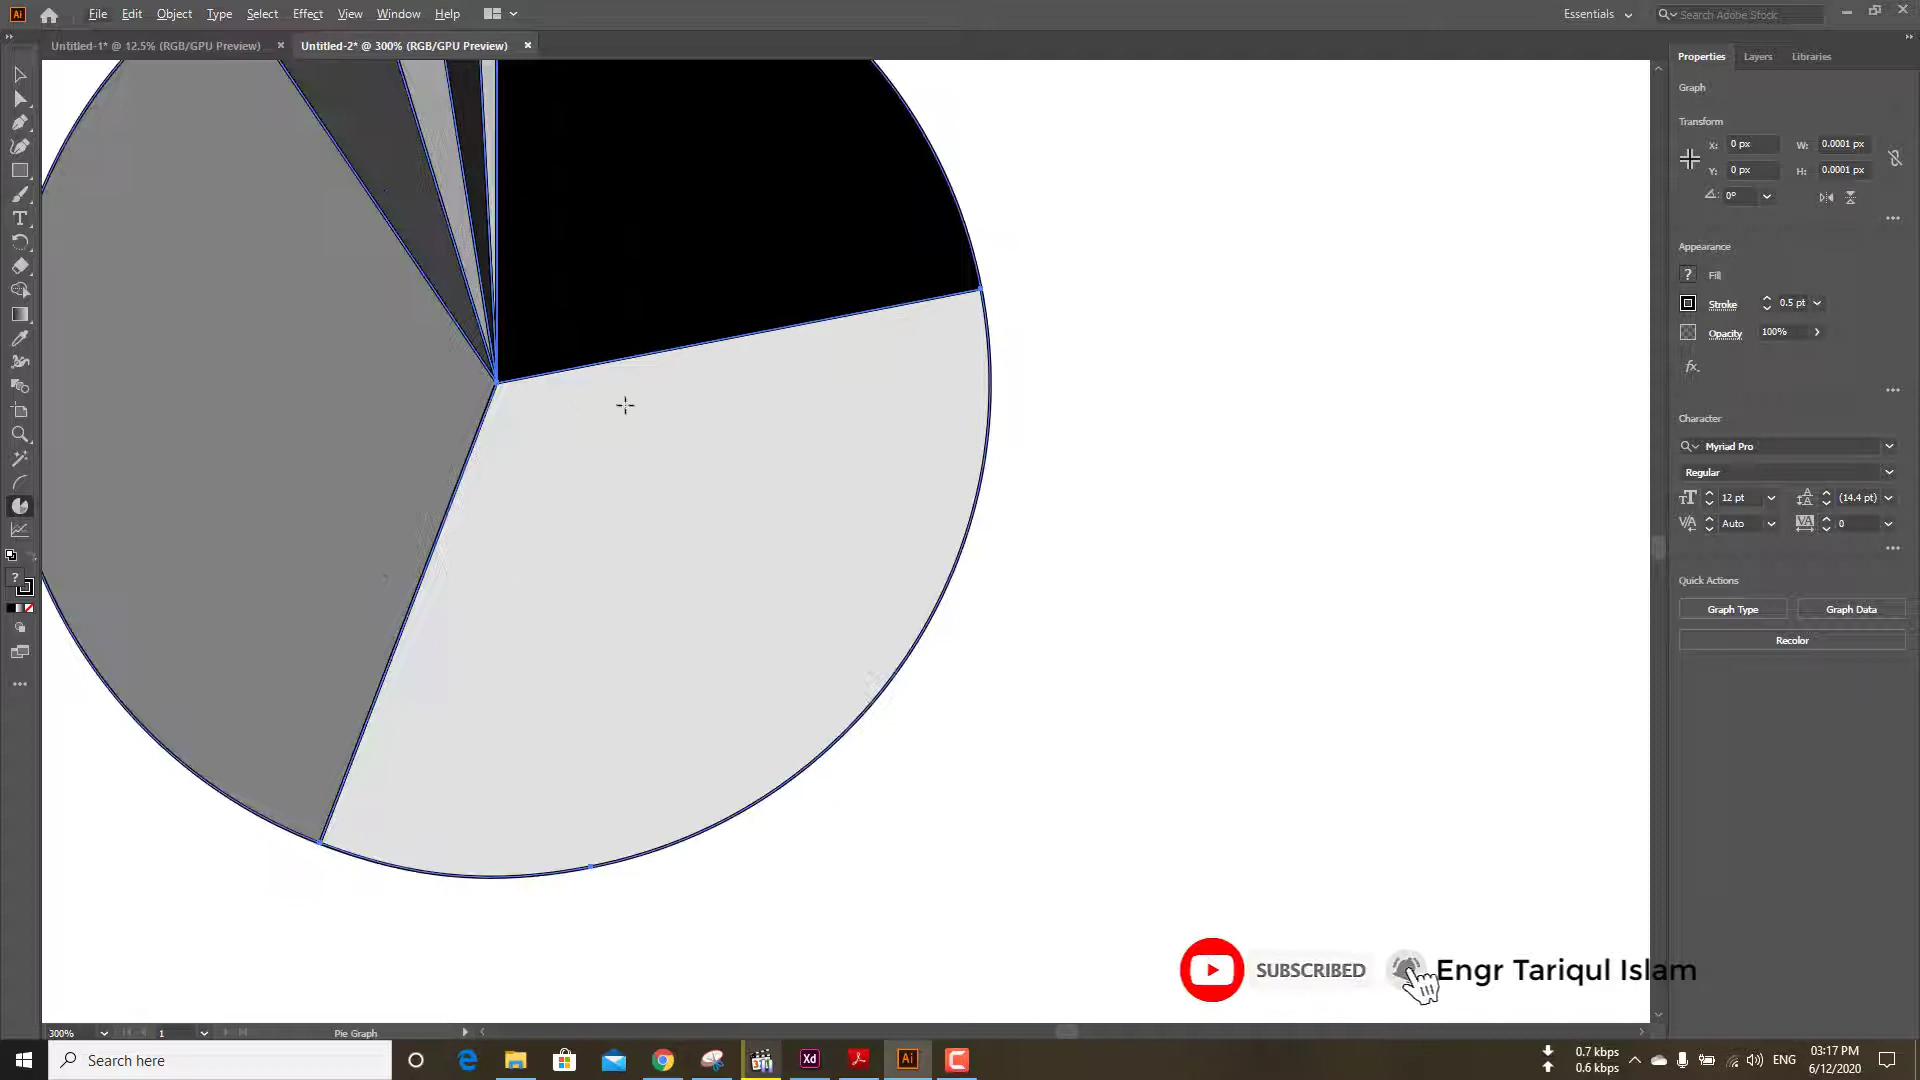 Ai File Edit Object Type Select Effect View Window Help Essentials Search Adobe Stock
Untitled-1* @ 12.5% (RGB/GPU Preview) × Untitled-2* @ 300% (RGB/GPU Preview) ×
Properties Layers Libraries
Graph
Transform
X: 0 px W: 0.0001 px
Y: 0 px H: 0.0001 px
0°
Appearance
? Fill
Stroke 0.5 pt
Opacity 100%
fx.
Character
Myriad Pro
Regular
12 pt (14.4 pt)
Auto 0
Quick Actions
Graph Type Graph Data
Recolor
SUBSCRIBED Engr Tariqul Islam
300% 1 Pie Graph
Search here Xd Ai ENG
0.7 kbps
0.6 kbps
03:17 PM
6/12/2020